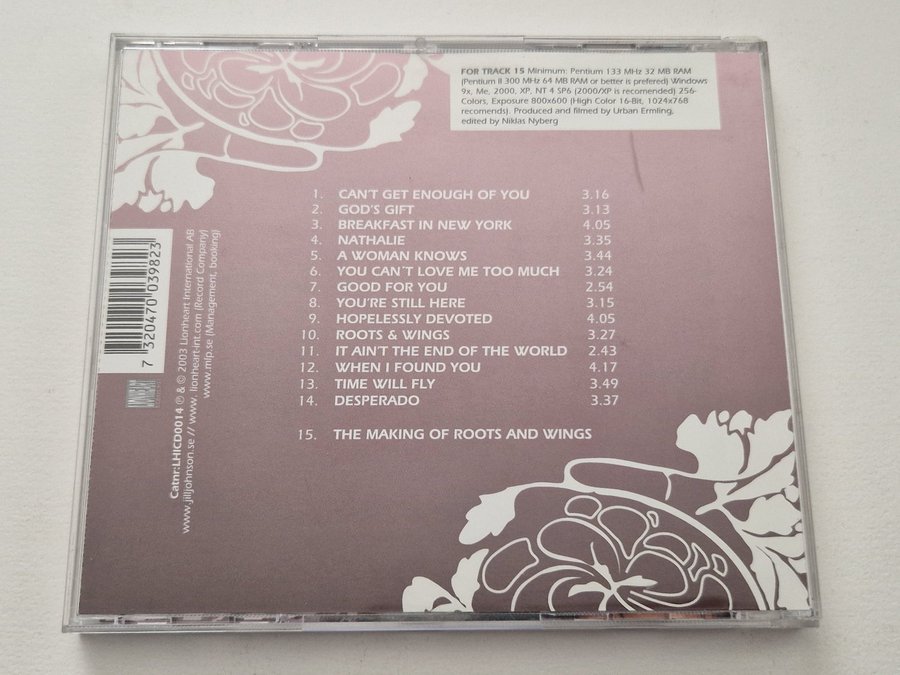 FOR TRACK 15 Minimum: Pentium 133 MHz 32 MB RAM
(Pentium II 300 MHz 64 MB RAM or better is prefered) Windows
9x, Me, 2000, XP, NT 4 SP6 (2000/XP is recomended) 256-
Colors, Exposure 800x600 (High Color 16-Bit, 1024x768
recomends). Produced and filmed by Urban Ermling,
edited by Niklas Nyberg
1. CAN'T GET ENOUGH OF YOU 3.16
2. GOD'S GIFT 3.13
3. BREAKFAST IN NEW YORK 4.05
4. NATHALIE 3.35
5. A WOMAN KNOWS 3.44
6. YOU CAN´T LOVE ME TOO MUCH 3.24
7. GOOD FOR YOU 2.54
8. YOU'RE STILL HERE 3.15
9. HOPELESSLY DEVOTED 4.05
10. ROOTS & WINGS 3.27
11. IT AIN'T THE END OF THE WORLD 2.43
12. WHEN I FOUND YOU 4.17
13. TIME WILL FLY 3.49
14. DESPERADO 3.37
15. THE MAKING OF ROOTS AND WINGS
7 320470 039823
Catnr:LHICD0014 ℗ & © 2003 Lionheart International AB
www.jilljohnson.se // www. lionheart-int.com (Record Company)
www.mlp.se (Management, booking)